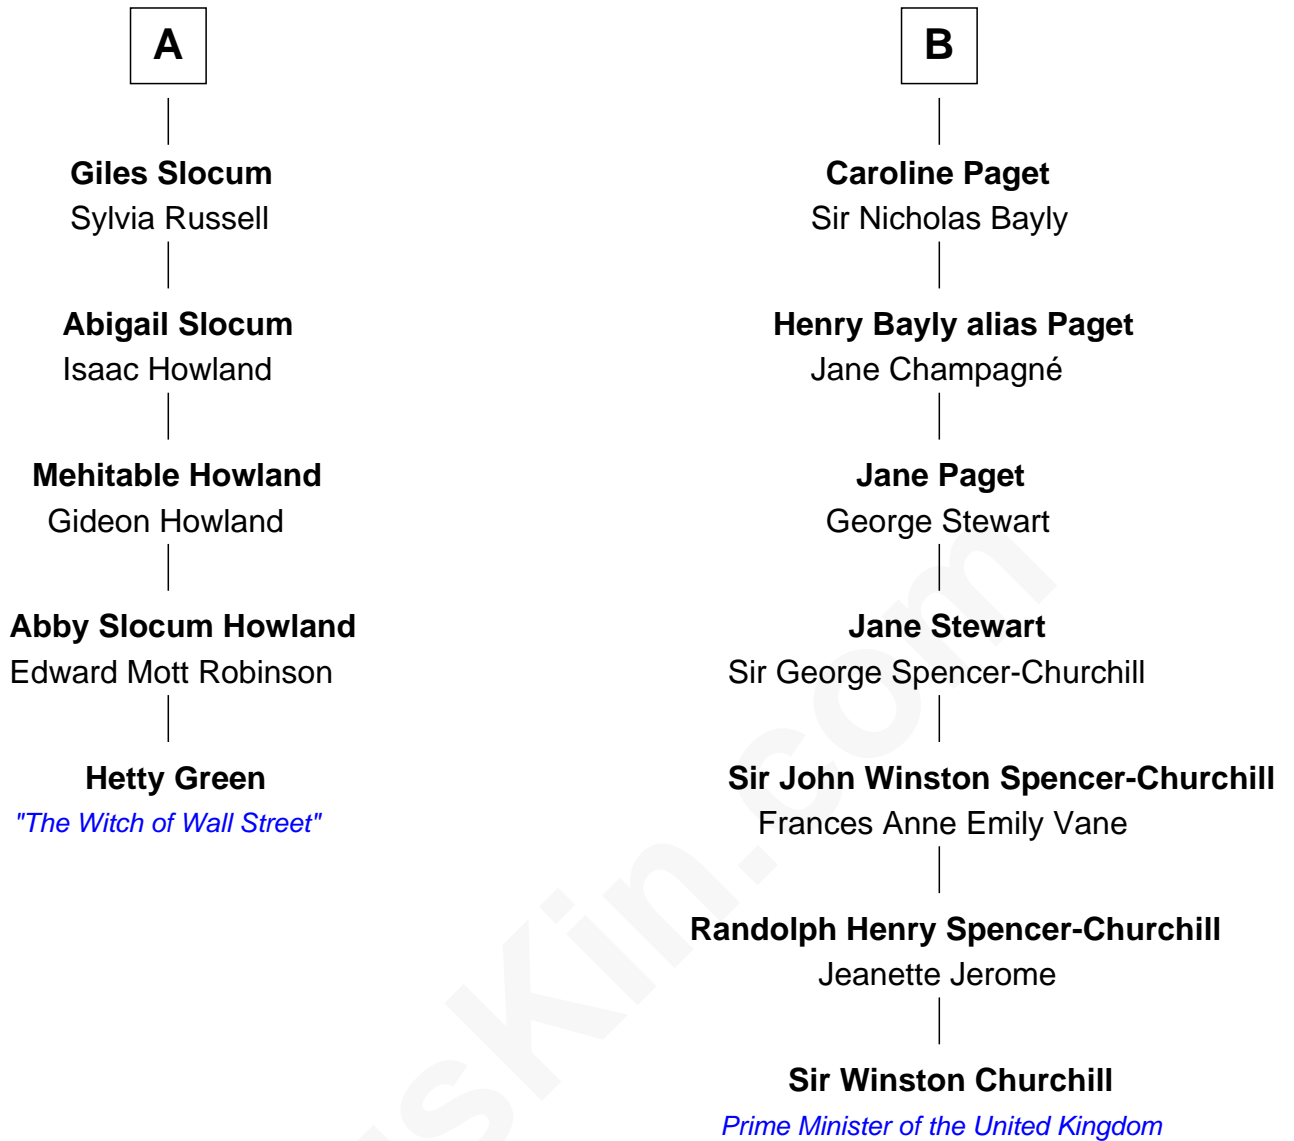 A
Giles Slocum
Sylvia Russell
Abigail Slocum
Isaac Howland
Mehitable Howland
Gideon Howland
Abby Slocum Howland
Edward Mott Robinson
Hetty Green
"The Witch of Wall Street"
B
Caroline Paget
Sir Nicholas Bayly
Henry Bayly alias Paget
Jane Champagné
Jane Paget
George Stewart
Jane Stewart
Sir George Spencer-Churchill
Sir John Winston Spencer-Churchill
Frances Anne Emily Vane
Randolph Henry Spencer-Churchill
Jeanette Jerome
Sir Winston Churchill
Prime Minister of the United Kingdom